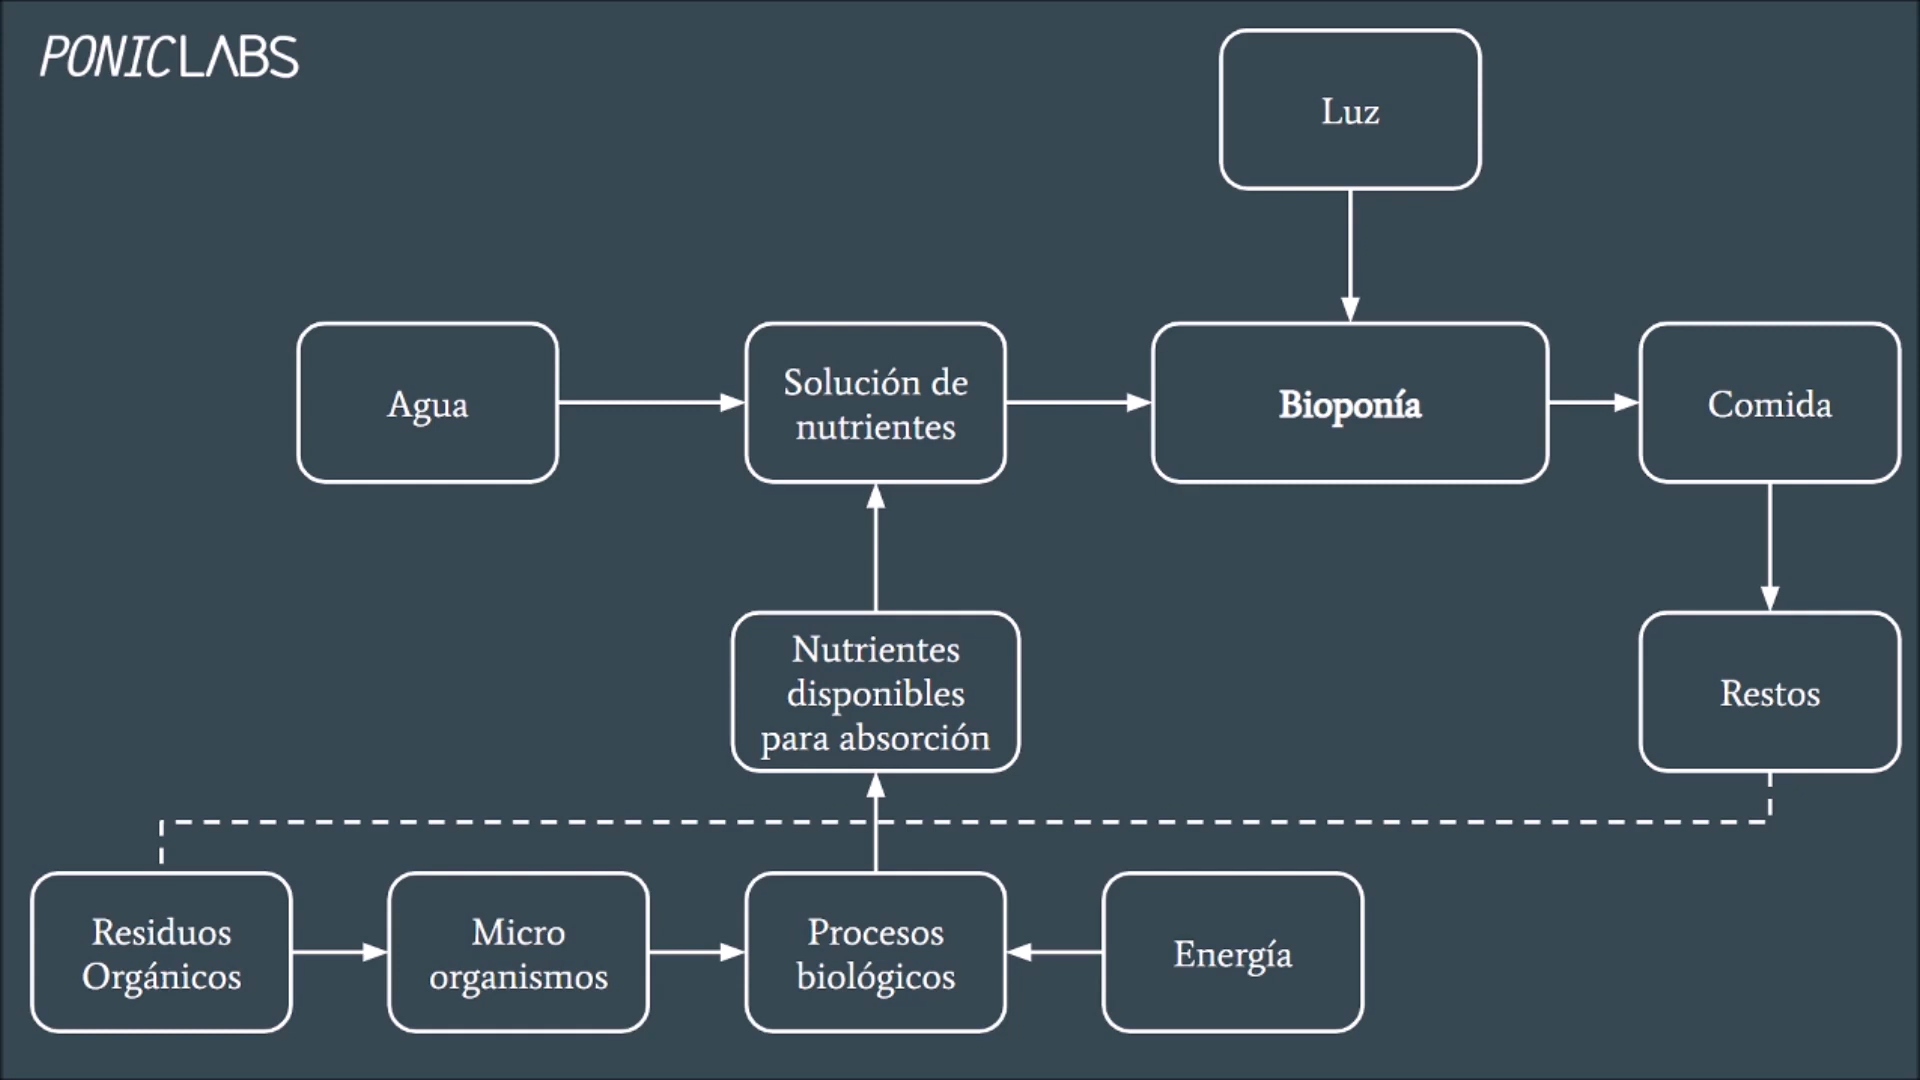 PONICLABS
Luz
Agua
Solución de
nutrientes
Bioponía
Comida
Nutrientes
disponibles
para absorción
Restos
Residuos
Orgánicos
Micro
organismos
Procesos
biológicos
Energía